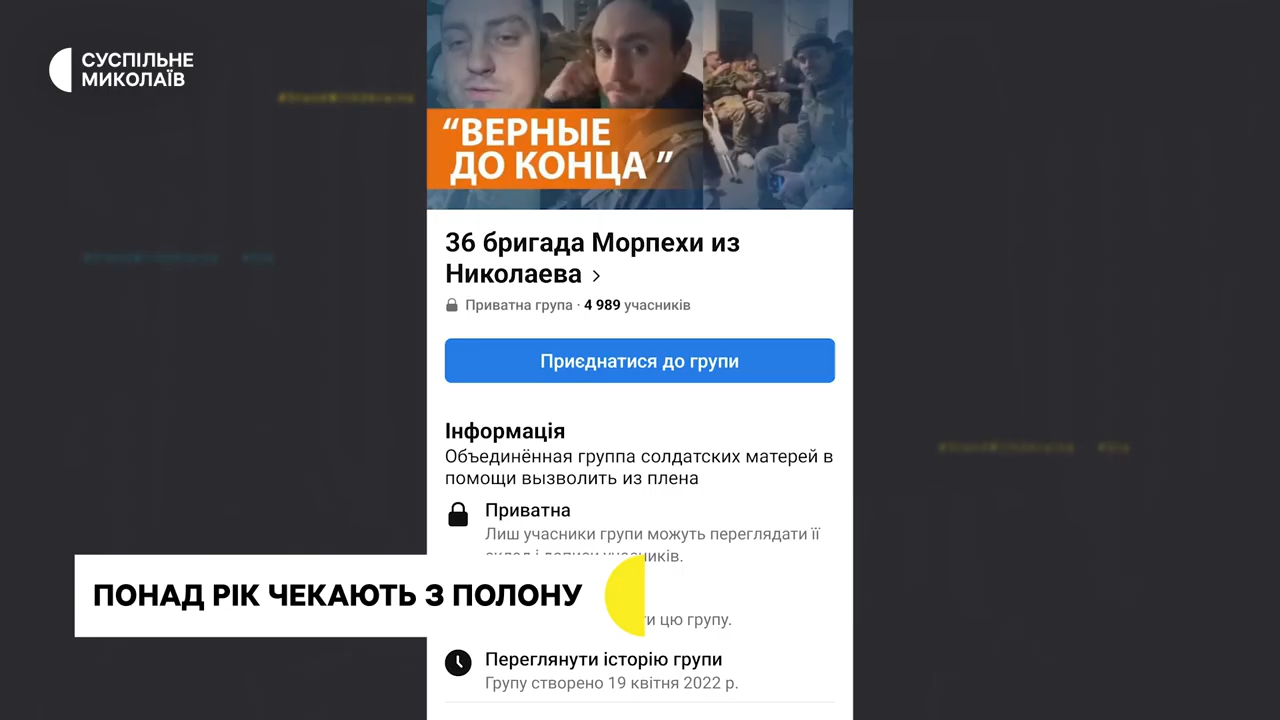 СУСПІЛЬНЕ
МИКОЛАЇВ
“ВЕРНЫЕ
ДО КОНЦА ”
36 бригада Морпехи из
Николаева >
Приватна група · 4 989 учасників
Приєднатися до групи
Інформація
Объединённая группа солдатских матерей в
помощи вызволить из плена
Приватна
Лиш учасники групи можуть переглядати її
ПОНАД РІК ЧЕКАЮТЬ З ПОЛОНУ
цю групу.
Переглянути історію групи
Групу створено 19 квітня 2022 р.